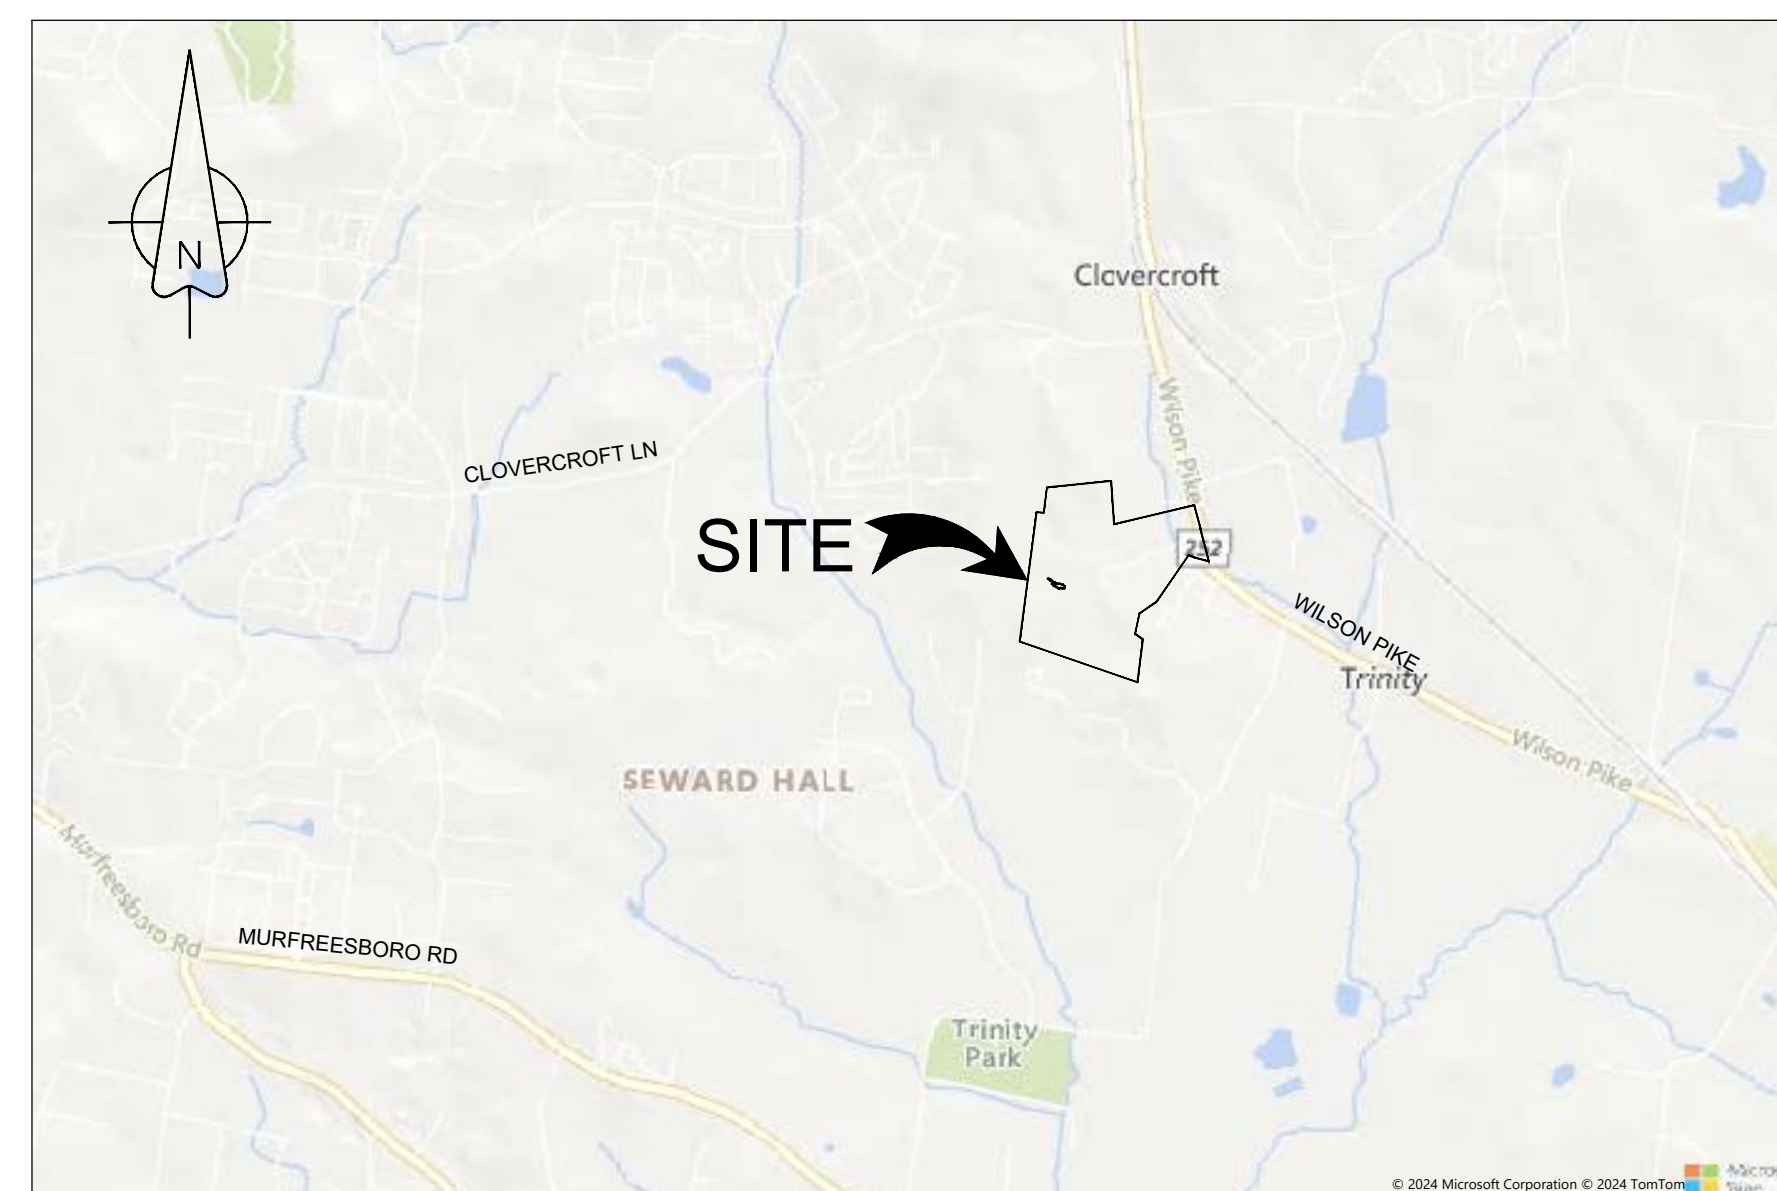 N
Clovercroft
Wilson Pike
CLOVERCROFT LN
SITE
252
WILSON PIKE
Trinity
Wilson Pike
SEWARD HALL
Murfreesboro Rd
MURFREESBORO RD
Trinity
Park
© 2024 Microsoft Corporation © 2024 TomTom